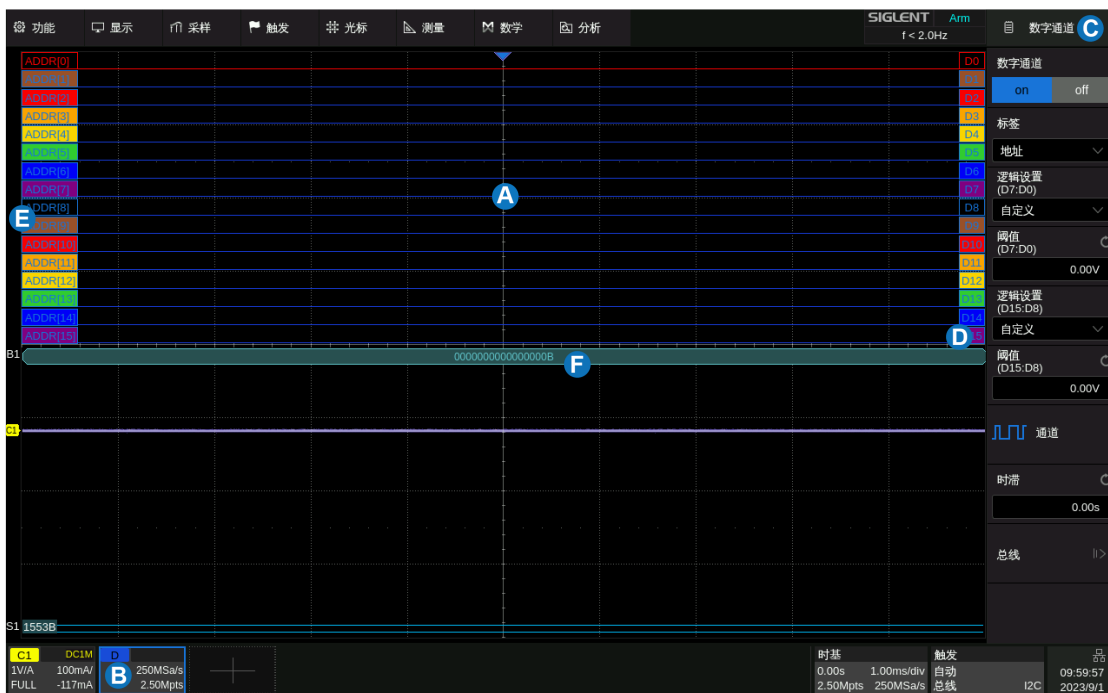 功能 显示 采样 触发 光标 测量 数学 分析 SIGLENT Arm
f < 2.0Hz
数字通道 C
ADDR[0] D0
D1
ADDR[2] D2
ADDR[3] D3
ADDR[4] D4
ADDR[5] D5
ADDR[6] D6
ADDR[7] D7
A
ADDR[8] D8
E
ADDR[10] D10
ADDR[11] D11
ADDR[12] D12
ADDR[13] D13
ADDR[14] D14
ADDR[15] D
B1 0000000000000000B
F
C1
S1 1553B
数字通道
on off
标签
地址
逻辑设置
(D7:D0)
自定义
阈值
(D7:D0)
0.00V
逻辑设置
(D15:D8)
自定义
阈值
(D15:D8)
0.00V
通道
时滞
0.00s
总线
C1 DC1M
1V/A 100mA/
FULL -117mA
D
B 250MSa/s
2.50Mpts
时基
0.00s 1.00ms/div
2.50Mpts 250MSa/s
触发
自动
总线 I2C
09:59:57
2023/9/1